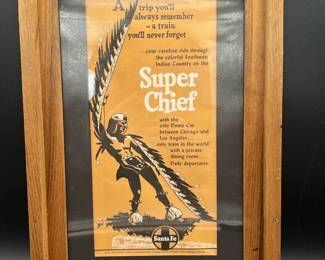 A trip you'll
always remember
– a train
you'll never forget
...your carefree ride through
the colorful Southwest
Indian Country on the
Super
Chief
with the
only Dome Car
between Chicago and
Los Angeles...
only train in the world
with a private
dining room...
Daily departures.
Santa Fe